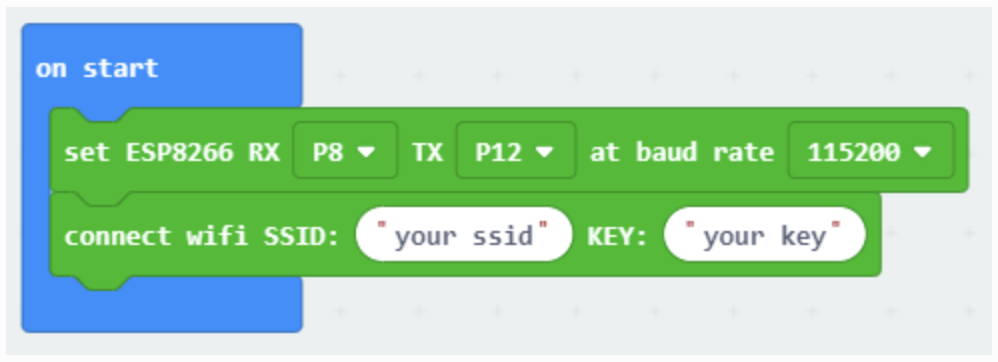 on start
set ESP8266 RX P8 TX P12 at baud rate 115200
connect wifi SSID: "your ssid" KEY: "your key"